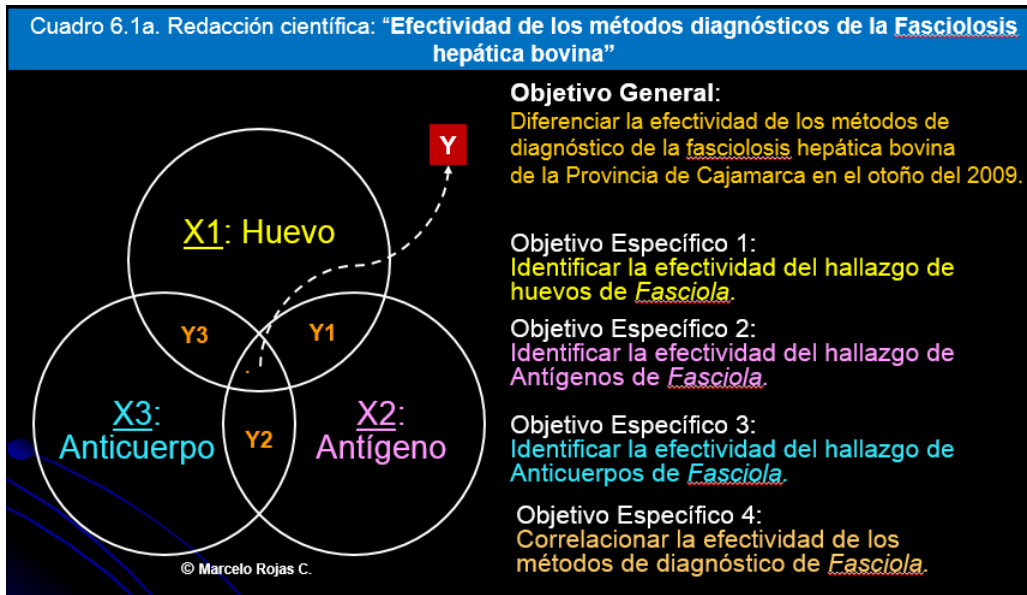 Cuadro 6.1a. Redacción científica: “Efectividad de los métodos diagnósticos de la Fasciolosis
hepática bovina”
Y
X1: Huevo
Y3
Y1
X3:
Anticuerpo
Y2
X2:
Antígeno
© Marcelo Rojas C.
Objetivo General:
Diferenciar la efectividad de los métodos de
diagnóstico de la fasciolosis hepática bovina
de la Provincia de Cajamarca en el otoño del 2009.
Objetivo Específico 1:
Identificar la efectividad del hallazgo de
huevos de Fasciola.
Objetivo Específico 2:
Identificar la efectividad del hallazgo de
Antígenos de Fasciola.
Objetivo Específico 3:
Identificar la efectividad del hallazgo de
Anticuerpos de Fasciola.
Objetivo Específico 4:
Correlacionar la efectividad de los
métodos de diagnóstico de Fasciola.